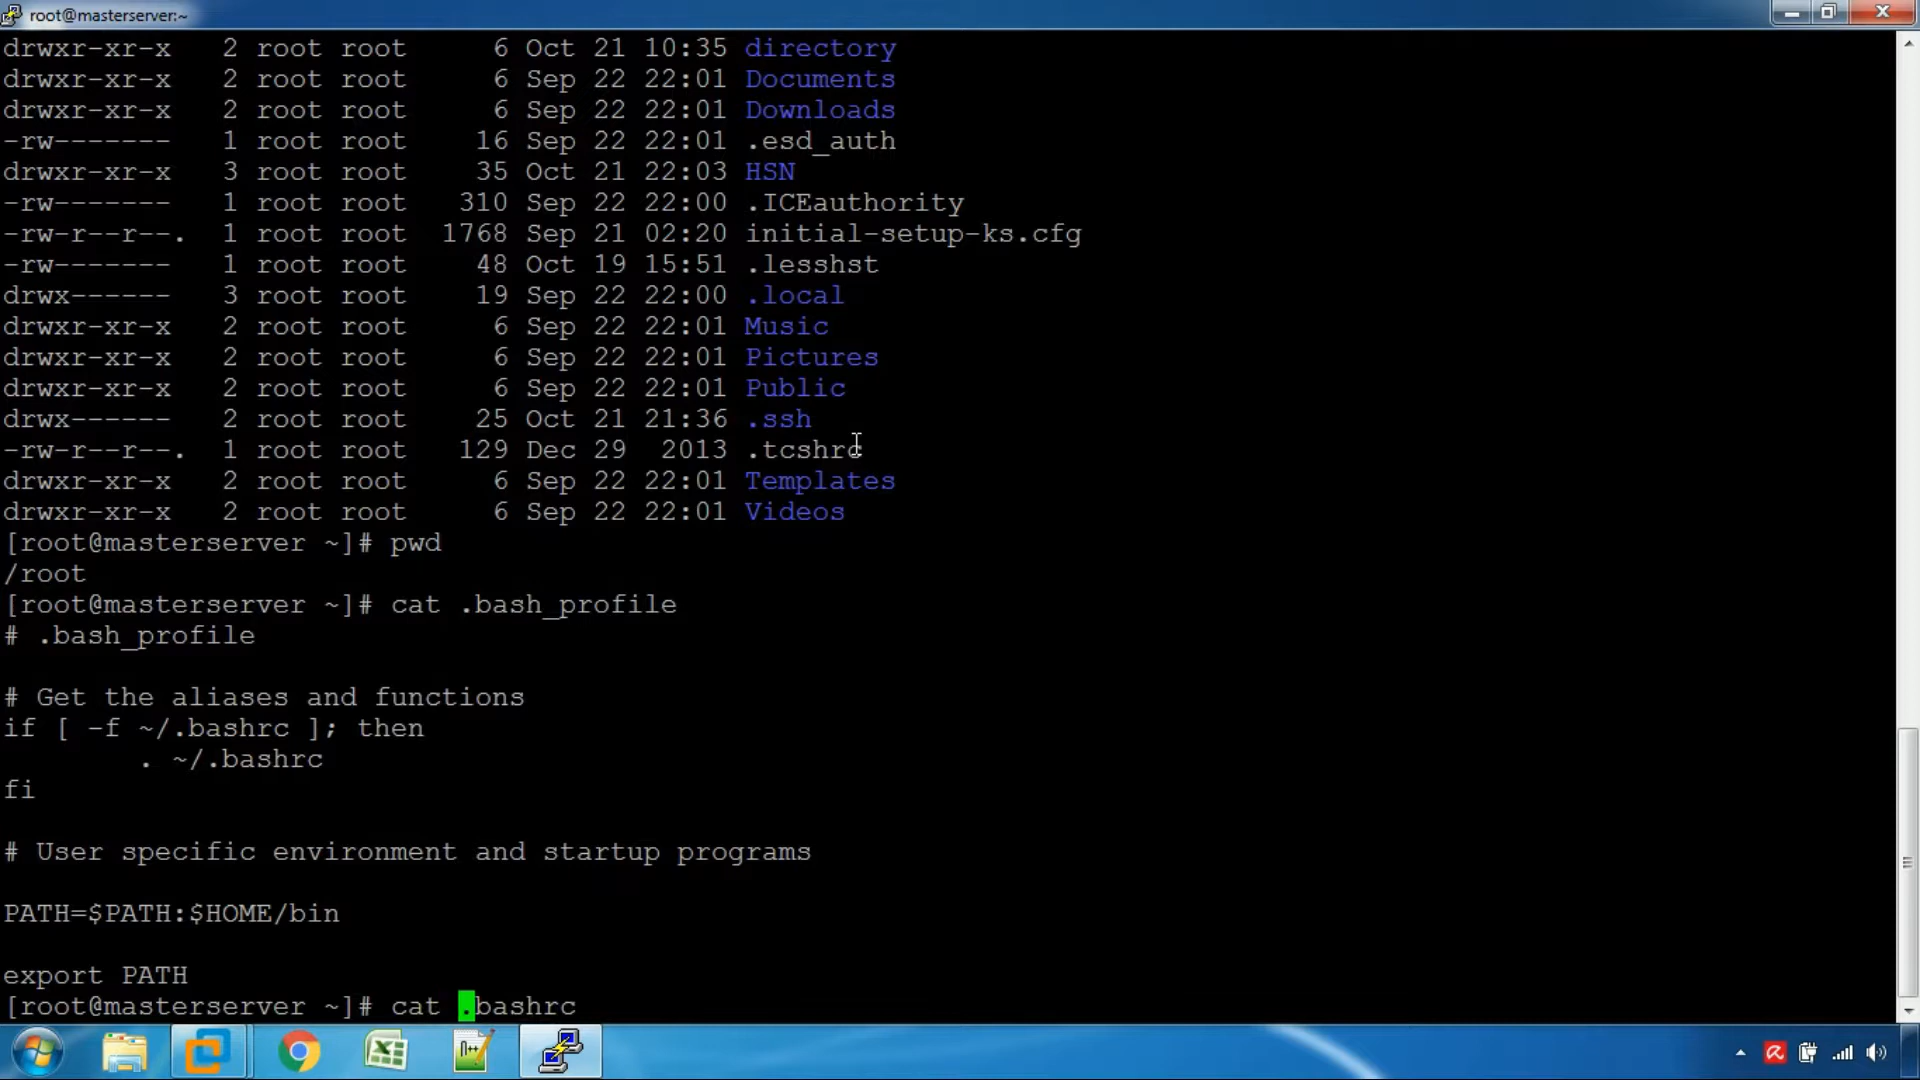 root@masterserver:~
drwxr-xr-x 2 root root 6 Oct 21 10:35 directory
drwxr-xr-x 2 root root 6 Sep 22 22:01 Documents
drwxr-xr-x 2 root root 6 Sep 22 22:01 Downloads
-rw------- 1 root root 16 Sep 22 22:01 .esd_auth
drwxr-xr-x 3 root root 35 Oct 21 22:03 HSN
-rw------- 1 root root 310 Sep 22 22:00 .ICEauthority
-rw-r--r--. 1 root root 1768 Sep 21 02:20 initial-setup-ks.cfg
-rw------- 1 root root 48 Oct 19 15:51 .lesshst
drwx------ 3 root root 19 Sep 22 22:00 .local
drwxr-xr-x 2 root root 6 Sep 22 22:01 Music
drwxr-xr-x 2 root root 6 Sep 22 22:01 Pictures
drwxr-xr-x 2 root root 6 Sep 22 22:01 Public
drwx------ 2 root root 25 Oct 21 21:36 .ssh
-rw-r--r--. 1 root root 129 Dec 29 2013 .tcshrc
drwxr-xr-x 2 root root 6 Sep 22 22:01 Templates
drwxr-xr-x 2 root root 6 Sep 22 22:01 Videos
[root@masterserver ~]# pwd
/root
[root@masterserver ~]# cat .bash_profile
# .bash_profile
# Get the aliases and functions
if [ -f ~/.bashrc ]; then
. ~/.bashrc
fi
# User specific environment and startup programs
PATH=$PATH:$HOME/bin
export PATH
[root@masterserver ~]# cat .bashrc